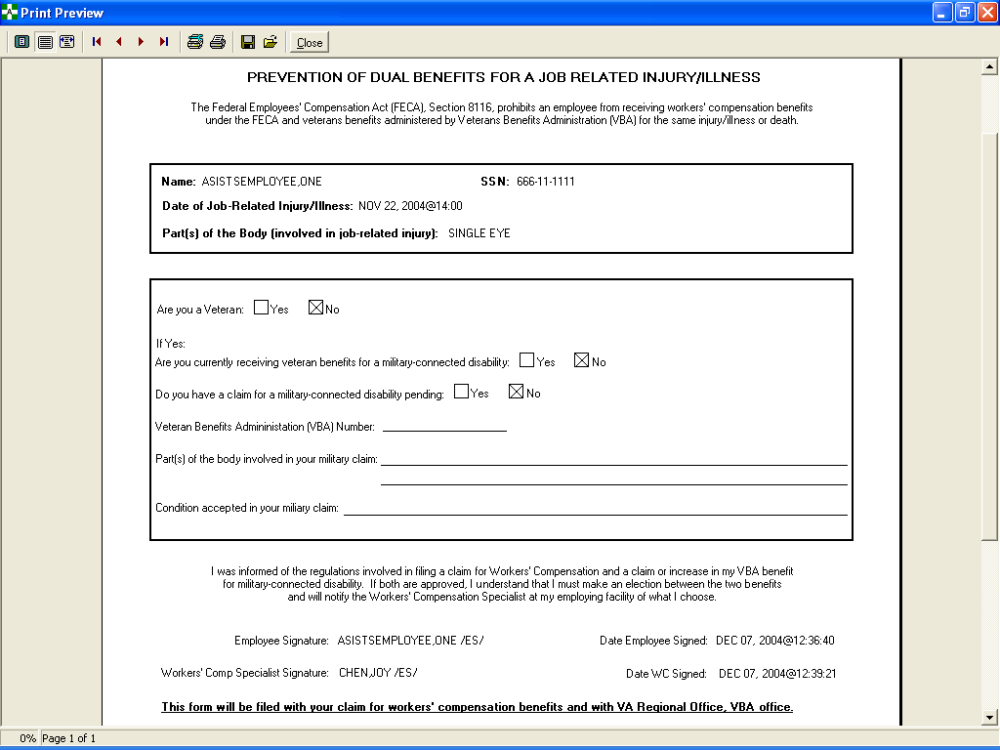 Print Preview
Close
PREVENTION OF DUAL BENEFITS FOR A JOB RELATED INJURY/ILLNESS
The Federal Employees' Compensation Act (FECA), Section 8116, prohibits an employee from receiving workers' compensation benefits
under the FECA and veterans benefits administered by Veterans Benefits Administration (VBA) for the same injury/illness or death.
Name: ASISTSEMPLOYEE,ONE SSN: 666-11-1111
Date of Job-Related Injury/Illness: NOV 22, 2004@14:00
Part(s) of the Body (involved in job-related injury): SINGLE EYE
Are you a Veteran: Yes No
If Yes:
Are you currently receiving veteran benefits for a military-connected disability: Yes No
Do you have a claim for a military-connected disability pending: Yes No
Veteran Benefits Admininistation (VBA) Number:
Part(s) of the body involved in your military claim:
Condition accepted in your miliary claim:
I was informed of the regulations involved in filing a claim for Workers' Compensation and a claim or increase in my VBA benefit
for military-connected disability. If both are approved, I understand that I must make an election between the two benefits
and will notify the Workers' Compensation Specialist at my employing facility of what I choose.
Employee Signature: ASISTSEMPLOYEE,ONE /ES/ Date Employee Signed: DEC 07, 2004@12:36:40
Workers' Comp Specialist Signature: CHEN,JOY /ES/ Date WC Signed: DEC 07, 2004@12:39:21
This form will be filed with your claim for workers' compensation benefits and with VA Regional Office, VBA office.
0% Page 1 of 1